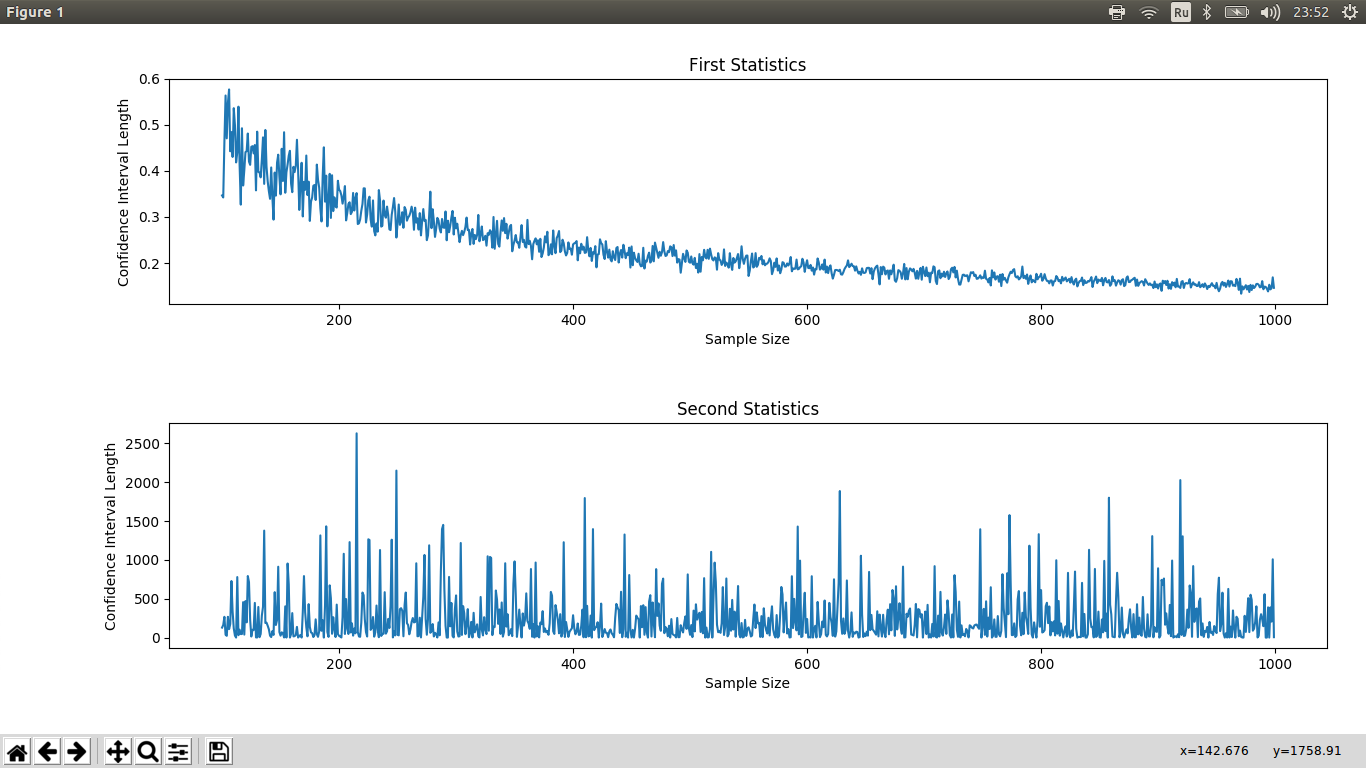 Figure 1
Ru
23:52
First Statistics
Confidence Interval Length
0.6
0.5
0.4
0.3
0.2
200 400 600 800 1000
Sample Size
Second Statistics
Confidence Interval Length
2500
2000
1500
1000
500
0
200 400 600 800 1000
Sample Size
x=142.676 y=1758.91